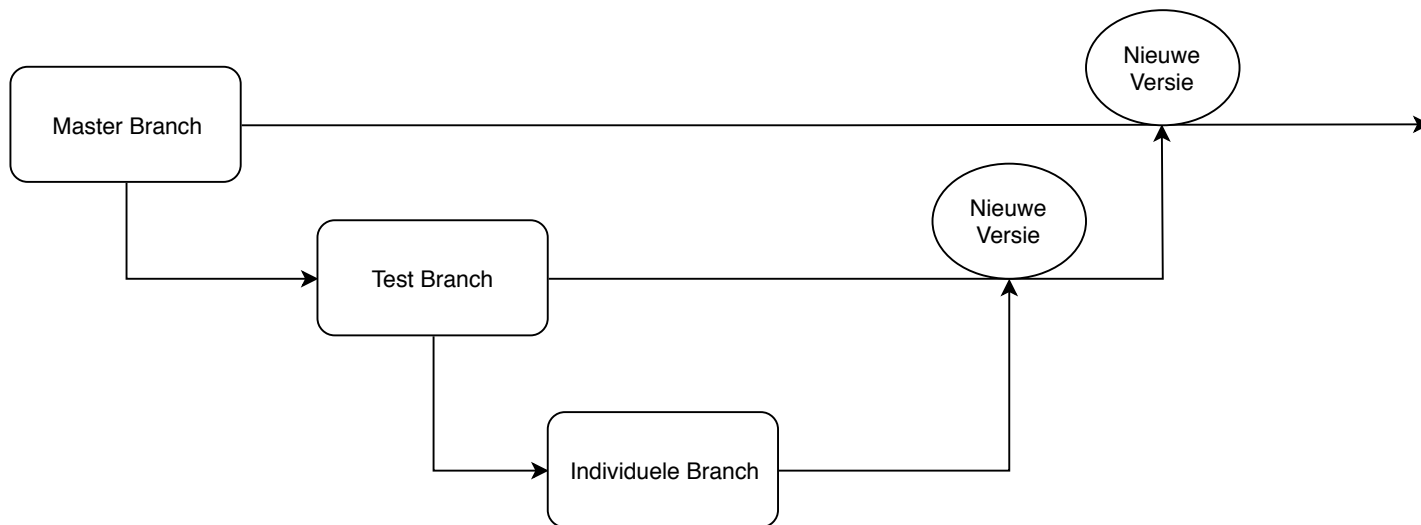 Nieuwe
Versie
Master Branch
Nieuwe
Versie
Test Branch
Individuele Branch